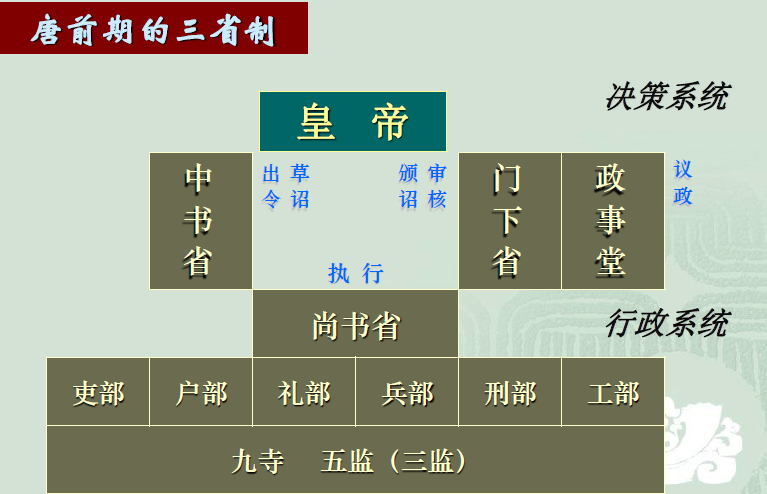 唐前期的三省制
决策系统
皇 帝
中书省
出令
草诏
颁诏
审核
门下省
政事堂
议政
执行
尚书省
行政系统
吏部 户部 礼部 兵部 刑部 工部
九寺 五监（三监）